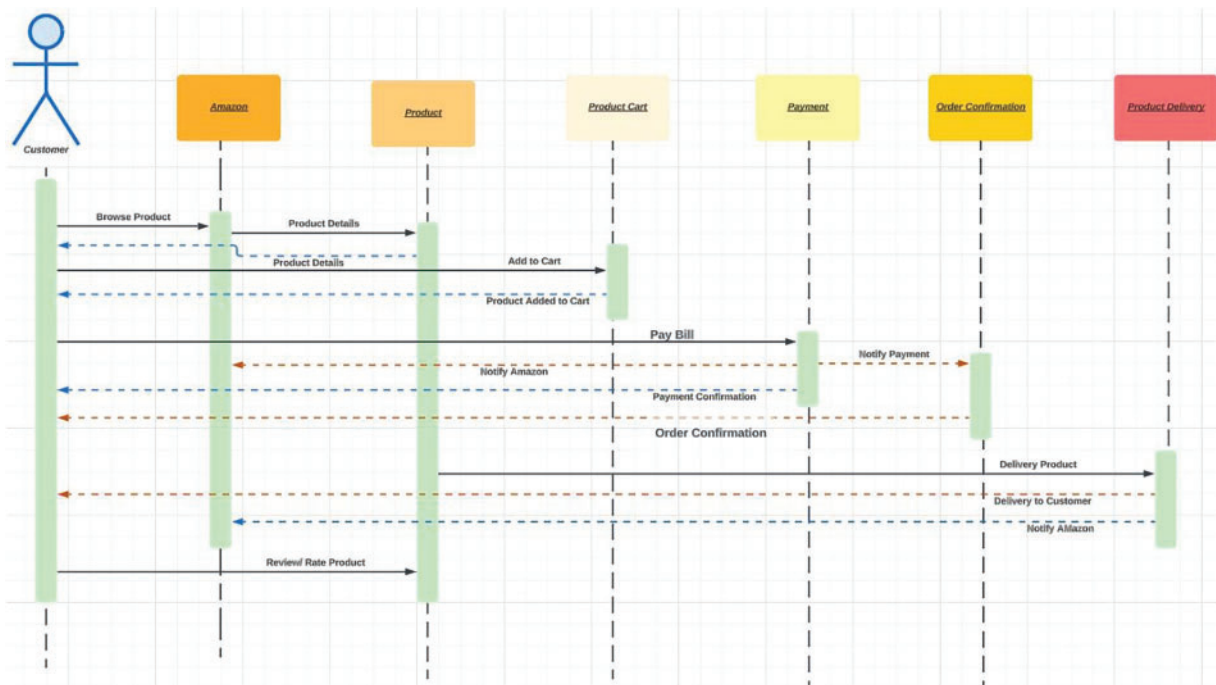 Amazon
Product
Product Cart
Payment
Order Confirmation
Product Delivery
Customer
Browse Product
Product Details
Product Details
Add to Cart
Product Added to Cart
Pay Bill
Notify Payment
Notify Amazon
Payment Confirmation
Order Confirmation
Delivery Product
Delivery to Customer
Notify AMazon
Review/ Rate Product